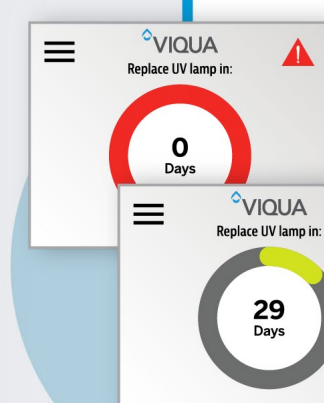 VIQUA
Replace UV lamp in:
0
Days
VIQUA
Replace UV lamp in:
29
Days